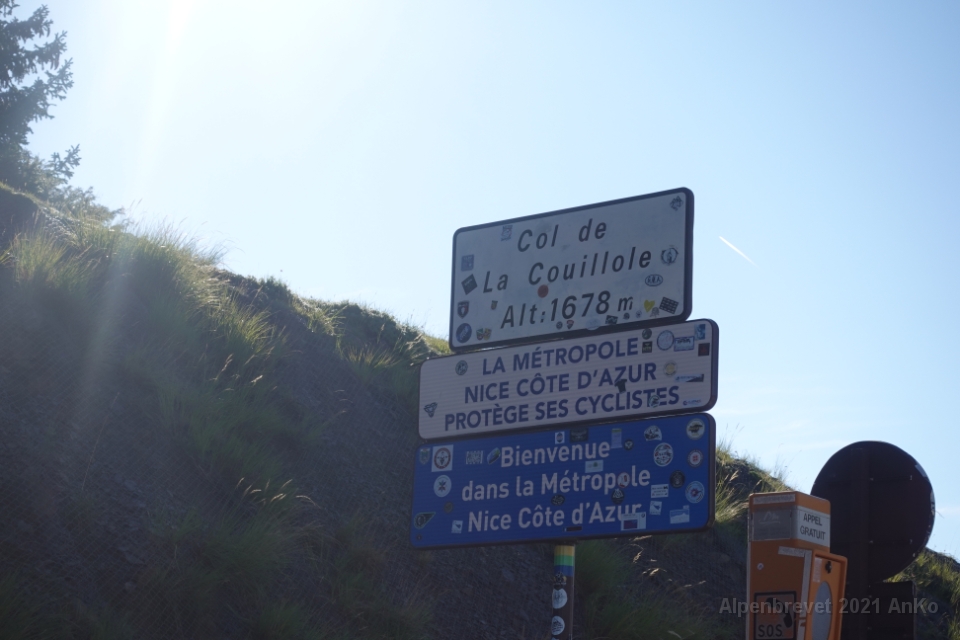 Col de
La Couillole
Alt:1678 m
LA MÉTROPOLE
NICE CÔTE D'AZUR
PROTÈGE SES CYCLISTES
Bienvenue
dans la Métropole
Nice Côte d'Azur
APPEL
GRATUIT
SOS
Alpenbrevet 2021 AnKo